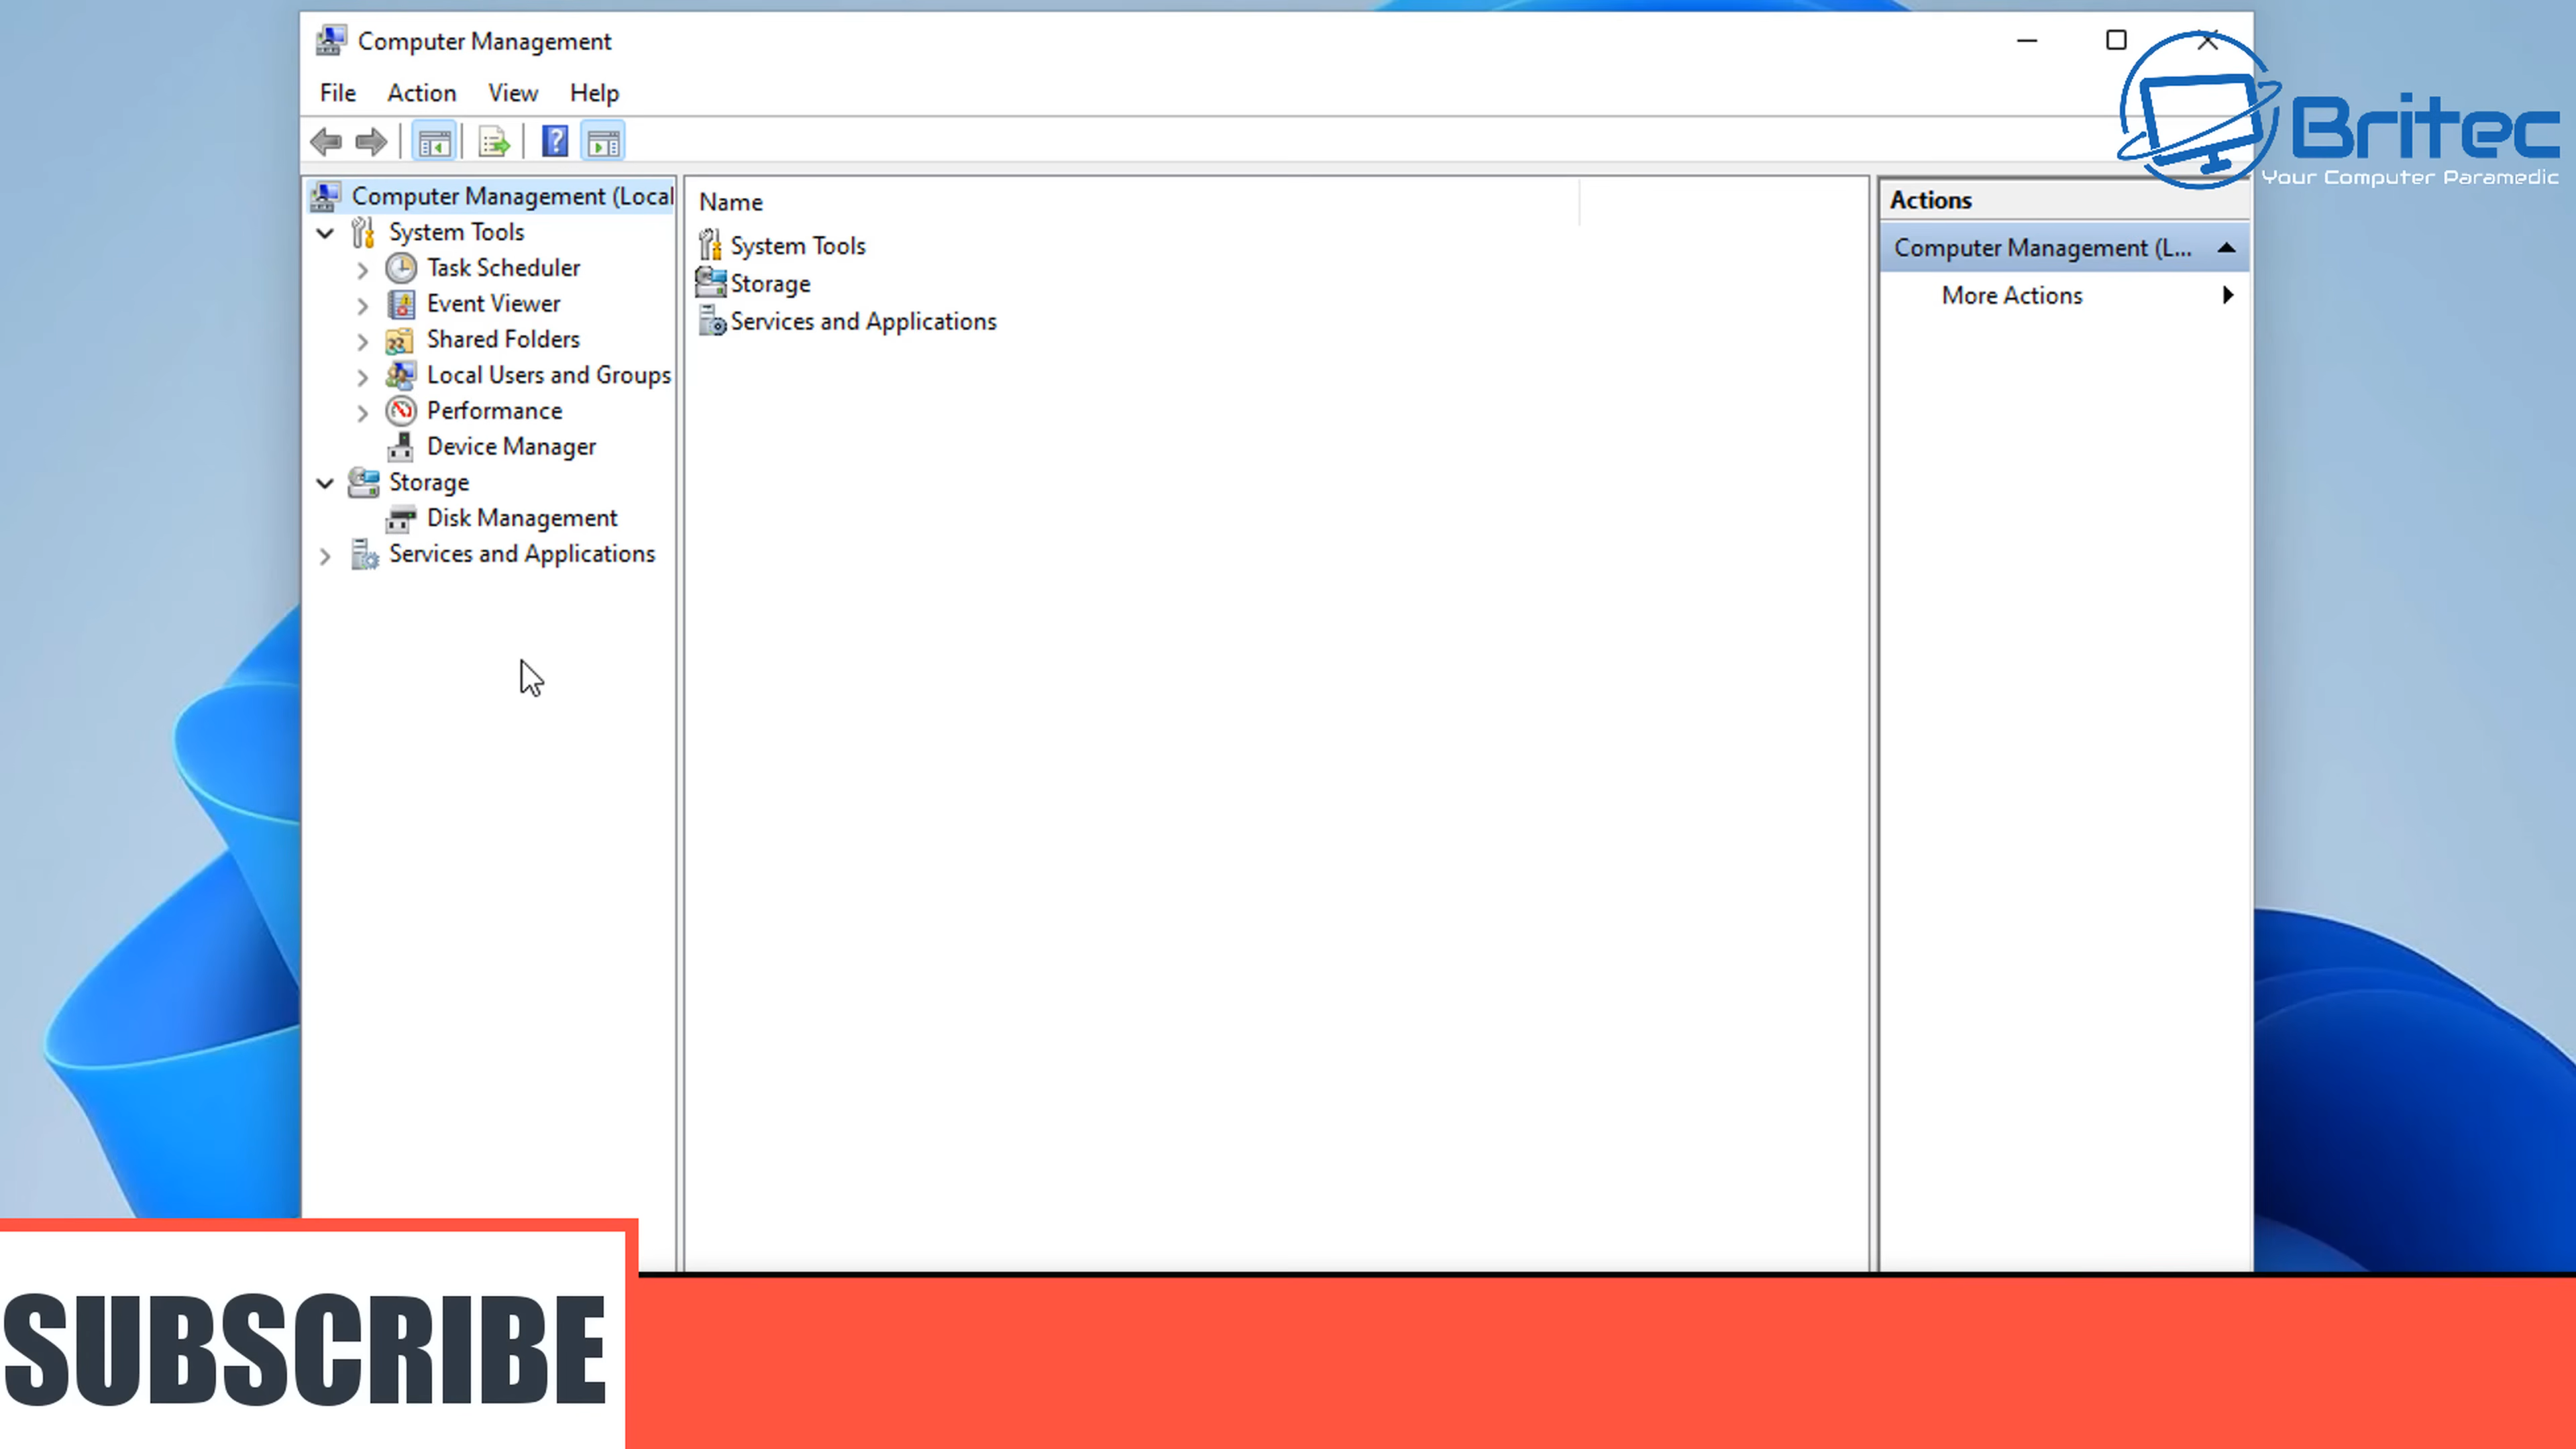 Computer Management
File Action View Help
Britec
Your Computer Paramedic
Computer Management (Local
System Tools
Task Scheduler
Event Viewer
Shared Folders
Local Users and Groups
Performance
Device Manager
Storage
Disk Management
Services and Applications
Name
System Tools
Storage
Services and Applications
Actions
Computer Management (L...
More Actions
SUBSCRIBE